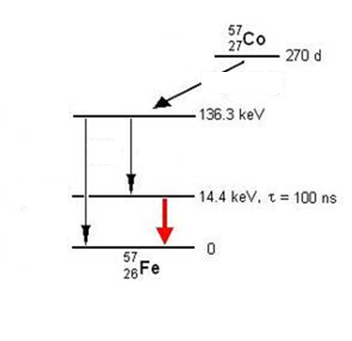 57
27Co
270 d
136.3 keV
14.4 keV, τ = 100 ns
0
57
26Fe